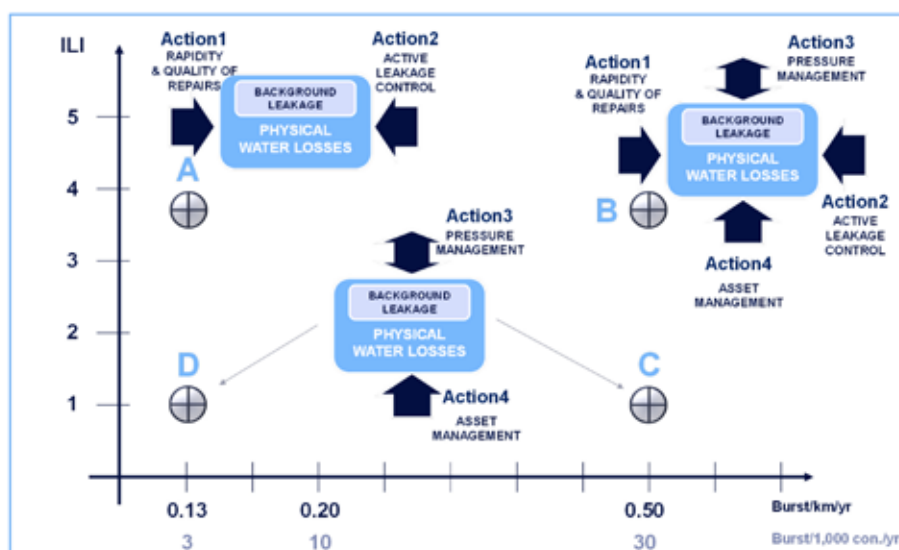 ILI
Action1
RAPIDITY
& QUALITY OF
REPAIRS
Action2
ACTIVE
LEAKAGE
CONTROL
BACKGROUND
LEAKAGE
PHYSICAL
WATER LOSSES
Action1
RAPIDITY
& QUALITY OF
REPAIRS
Action3
PRESSURE
MANAGEMENT
BACKGROUND
LEAKAGE
PHYSICAL
WATER LOSSES
Action2
ACTIVE
LEAKAGE
CONTROL
Action4
ASSET
MANAGEMENT
5
4
3
2
1
A
B
Action3
PRESSURE
MANAGEMENT
BACKGROUND
LEAKAGE
PHYSICAL
WATER LOSSES
Action4
ASSET
MANAGEMENT
D
C
0.13 0.20 0.50 Burst/km/yr
3 10 30 Burst/1,000 con./yr